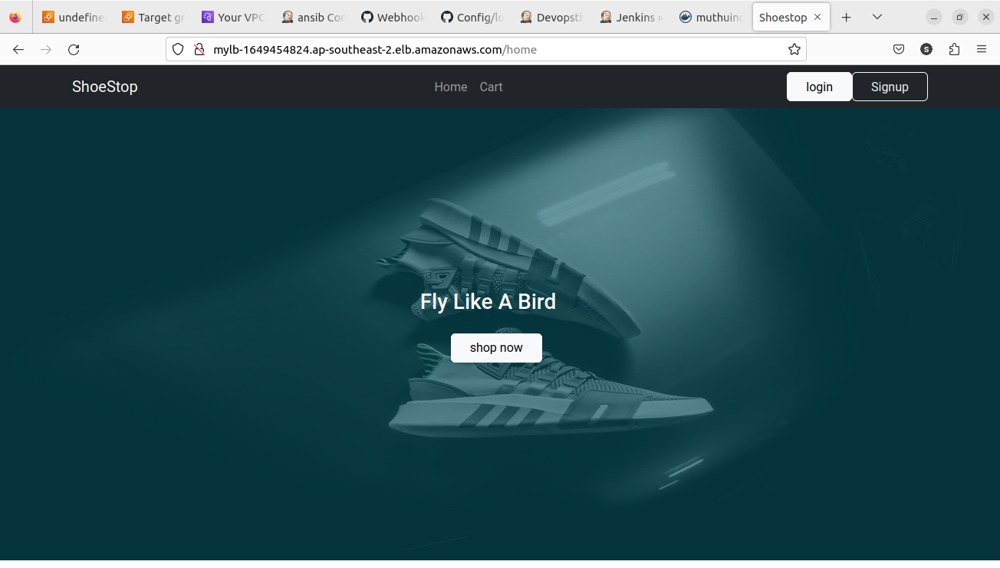 undefine
Target gr
Your VPC
ansib Cor
Webhook
Config/lo
Devopsth
Jenkins »
muthuind
Shoestop
mylb-1649454824.ap-southeast-2.elb.amazonaws.com/home
S
ShoeStop
Home
Cart
login
Signup
Fly Like A Bird
shop now